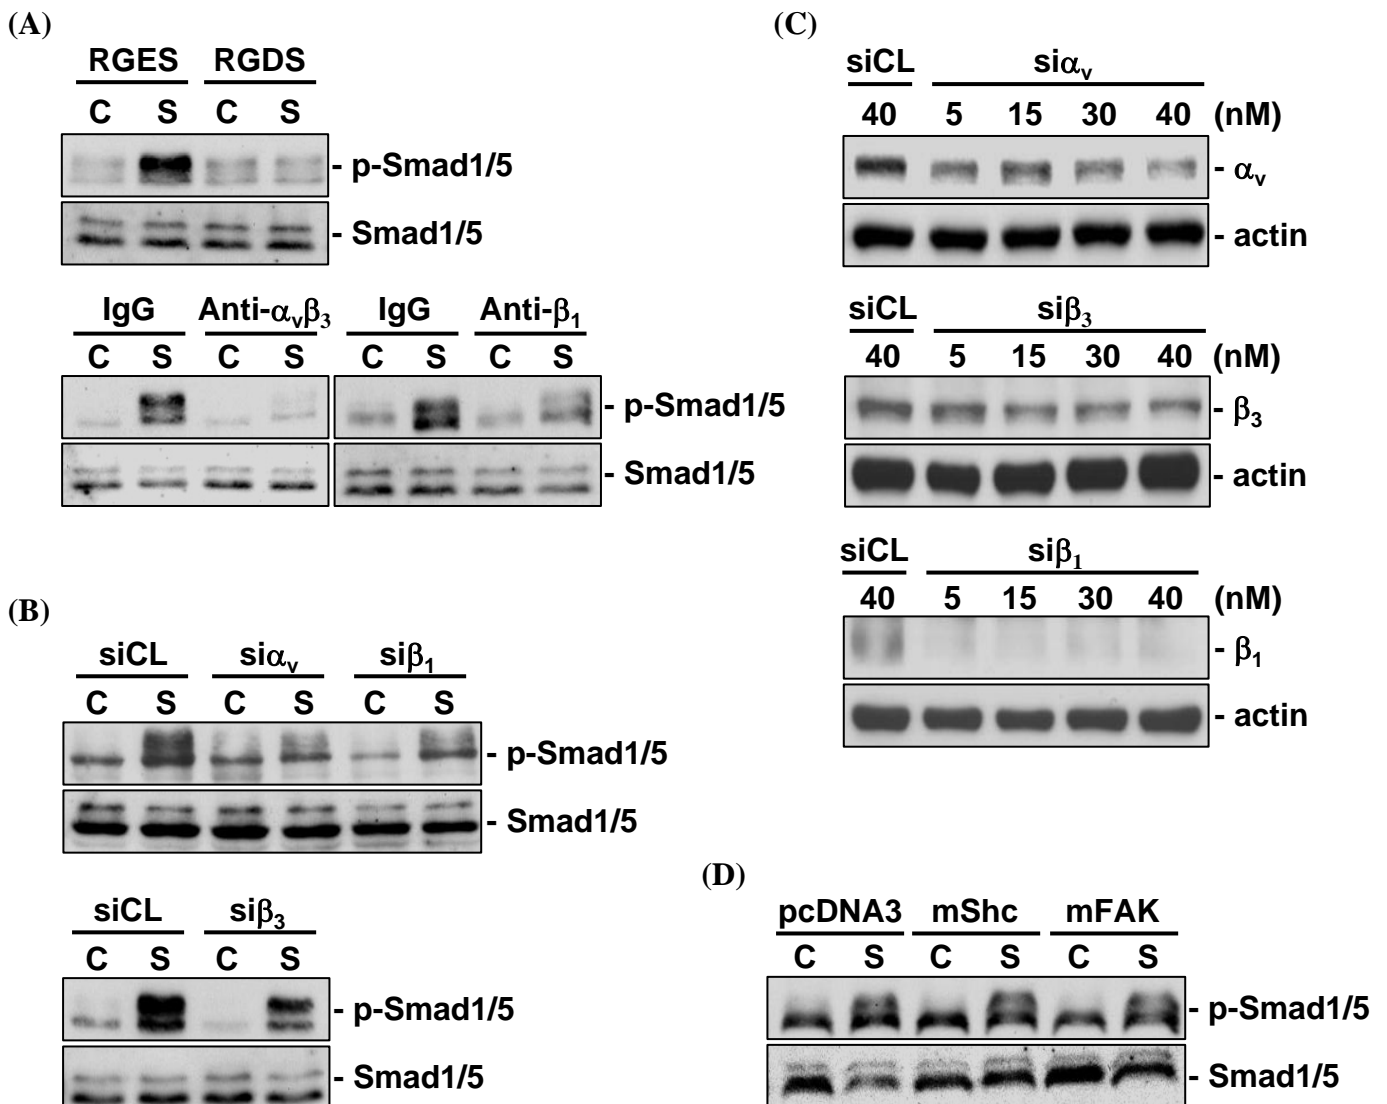 (A)
RGES RGDS
C S C S
- p-Smad1/5
- Smad1/5
IgG Anti-αvβ3 IgG Anti-β1
C S C S C S C S
- p-Smad1/5
- Smad1/5
(B)
siCL siαv siβ1
C S C S C S
- p-Smad1/5
- Smad1/5
siCL siβ3
C S C S
- p-Smad1/5
- Smad1/5
(C)
siCL siαv
40 5 15 30 40 (nM)
- αv
- actin
siCL siβ3
40 5 15 30 40 (nM)
- β3
- actin
siCL siβ1
40 5 15 30 40 (nM)
- β1
- actin
(D)
pcDNA3 mShc mFAK
C S C S C S
- p-Smad1/5
- Smad1/5